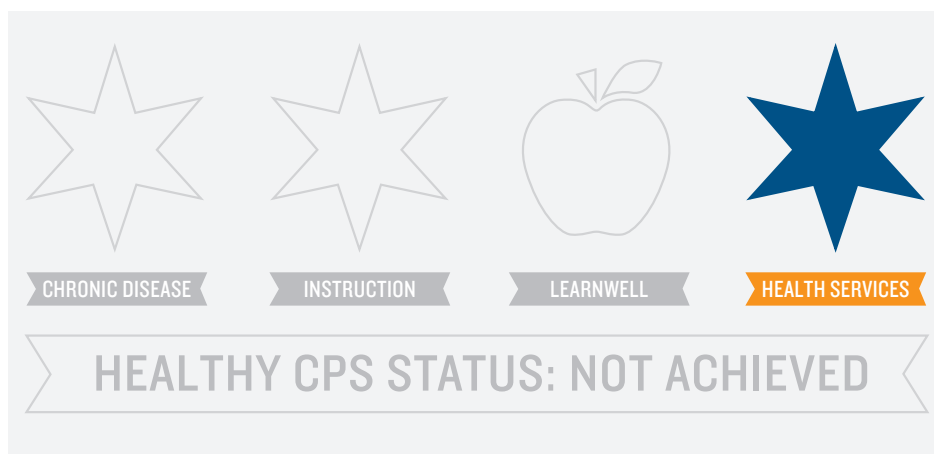 CHRONIC DISEASE
INSTRUCTION
LEARNWELL
HEALTH SERVICES
HEALTHY CPS STATUS: NOT ACHIEVED